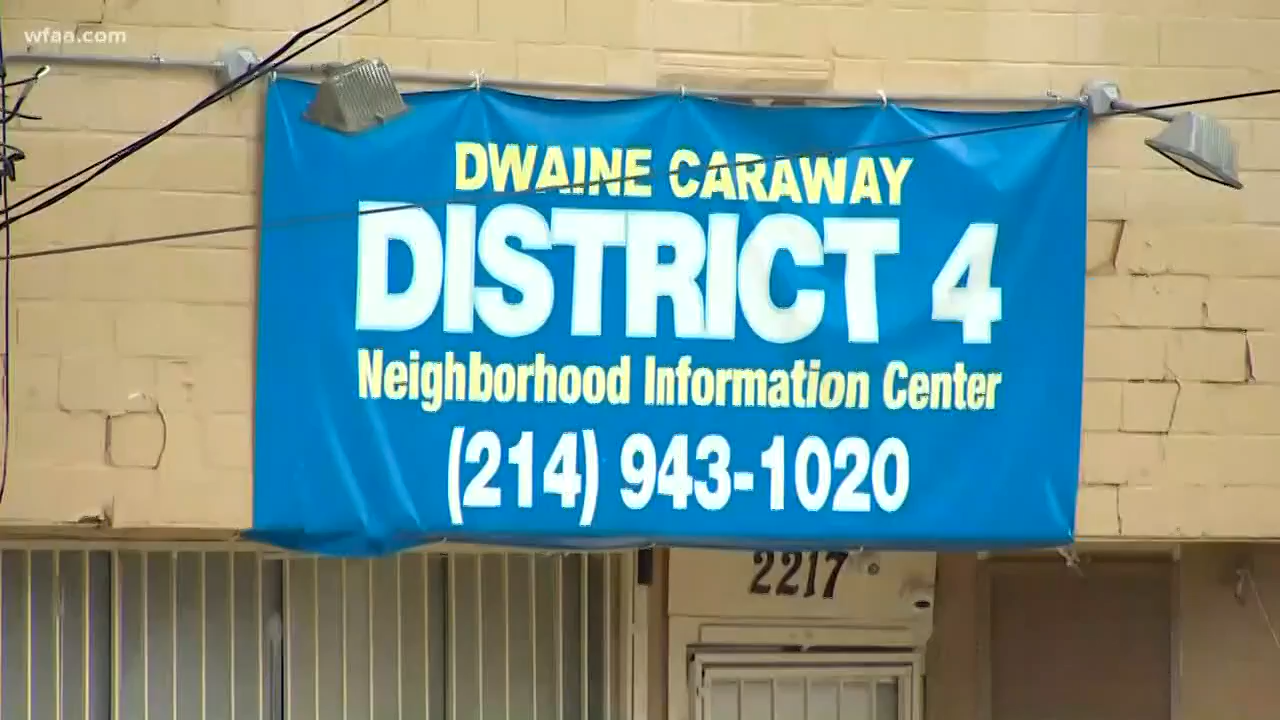 wfaa.com
DWAINE CARAWAY
DISTRICT 4
Neighborhood Information Center
(214) 943-1020
2217